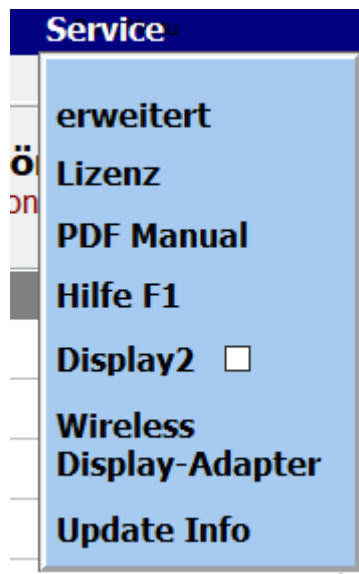 Service
erweitert
Lizenz
PDF Manual
Hilfe F1
Display2
Wireless
Display-Adapter
Update Info